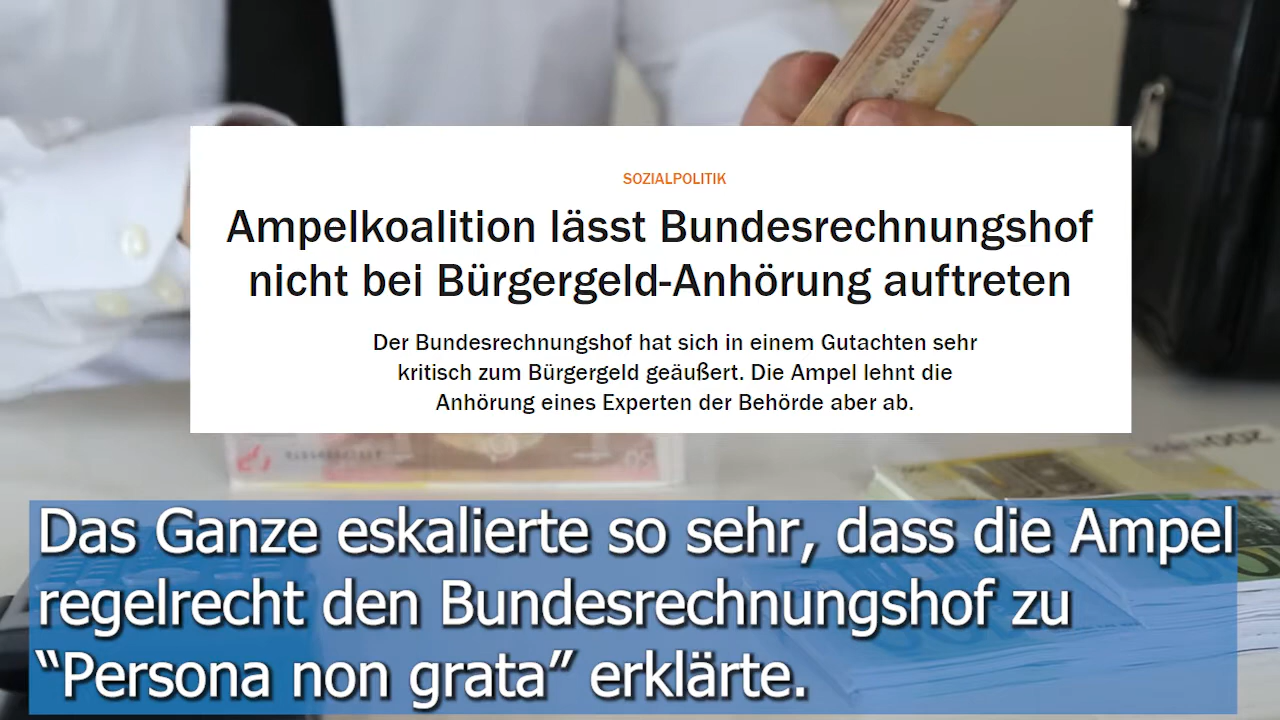 SOZIALPOLITIK
Ampelkoalition lässt Bundesrechnungshof
nicht bei Bürgergeld-Anhörung auftreten
Der Bundesrechnungshof hat sich in einem Gutachten sehr
kritisch zum Bürgergeld geäußert. Die Ampel lehnt die
Anhörung eines Experten der Behörde aber ab.
Das Ganze eskalierte so sehr, dass die Ampel
regelrecht den Bundesrechnungshof zu
“Persona non grata” erklärte.